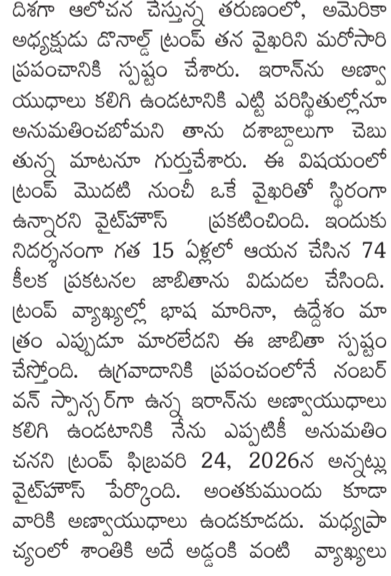 దిశగా ఆలోచన చేస్తున్న తరుణంలో, అమెరికా
అధ్యక్షుడు డొనాల్డ్ ట్రంప్ తన వైఖరిని మరోసారి
ప్రపంచానికి స్పష్టం చేశారు. ఇరాన్‌ను అణ్వా
యుధాలు కలిగి ఉండటానికి ఎట్టి పరిస్థితుల్లోనూ
అనుమతించబోమని తాను దశాబ్దాలుగా చెబు
తున్న మాటనూ గుర్తుచేశారు. ఈ విషయంలో
ట్రంప్ మొదటి నుంచీ ఒకే వైఖరితో స్థిరంగా
ఉన్నారని వైట్‌హౌస్ ప్రకటించింది. ఇందుకు
నిదర్శనంగా గత 15 ఏళ్లలో ఆయన చేసిన 74
కీలక ప్రకటనల జాబితాను విడుదల చేసింది.
ట్రంప్ వ్యాఖ్యల్లో భాష మారినా, ఉద్దేశం మా
త్రం ఎప్పుడూ మారలేదని ఈ జాబితా స్పష్టం
చేస్తోంది. ఉగ్రవాదానికి ప్రపంచంలోనే నంబర్
వన్ స్పాన్సర్‌గా ఉన్న ఇరాన్‌ను అణ్వాయుధాలు
కలిగి ఉండటానికి నేను ఎప్పటికీ అనుమతిం
చనని ట్రంప్ ఫిబ్రవరి 24, 2026న అన్నట్లు
వైట్‌హౌస్ పేర్కొంది. అంతకుముందు కూడా
వారికి అణ్వాయుధాలు ఉండకూడదు. మధ్యప్రా
చ్యంలో శాంతికి అదే అడ్డంకి వంటి వ్యాఖ్యలు